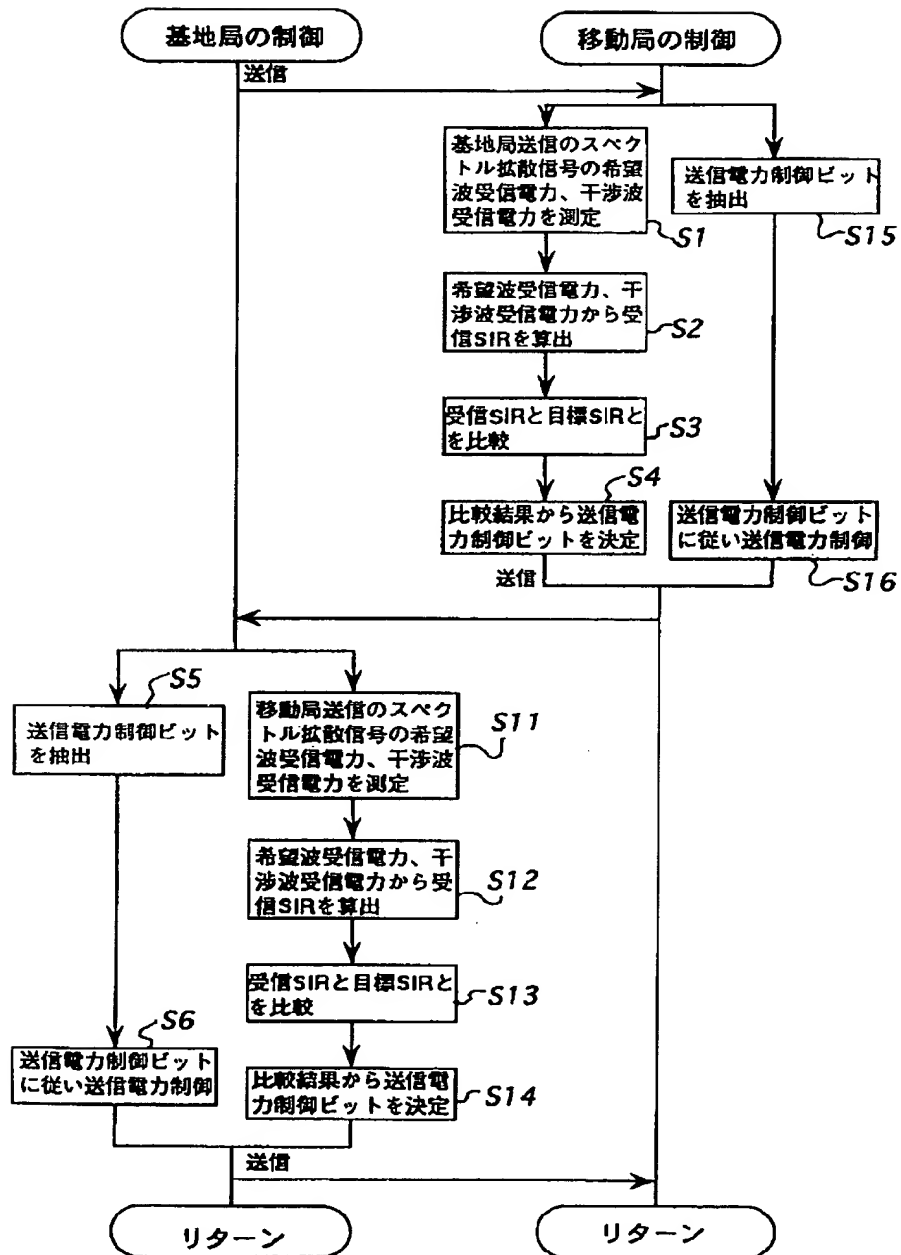 基地局の制御
移動局の制御
送信
基地局送信のスペク
トル拡散信号の希望
波受信電力、干渉波
受信電力を測定
S1
送信電力制御ビット
を抽出
S15
希望波受信電力、干
渉波受信電力から受
信SIRを算出
S2
受信SIRと目標SIRと
を比較
S3
S4
比較結果から送信電
力制御ビットを決定
送信電力制御ビット
に従い送信電力制御
S16
送信
S5
送信電力制御ビット
を抽出
移動局送信のスペク
トル拡散信号の希望
波受信電力、干渉波
受信電力を測定
S11
希望波受信電力、干
渉波受信電力から受
信SIRを算出
S12
受信SIRと目標SIRと
を比較
S13
S6
送信電力制御ビット
に従い送信電力制御
比較結果から送信電
力制御ビットを決定
S14
送信
リターン
リターン